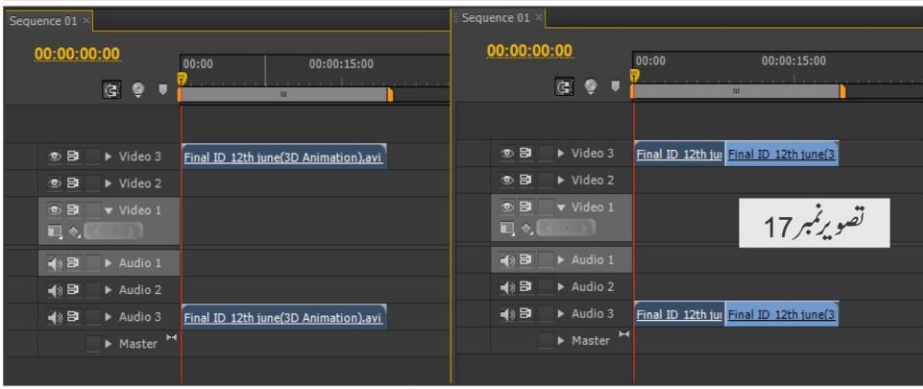 Sequence 01 ×
00:00:00:00
00:00 00:00:15:00
Video 3 Final ID 12th june(3D Animation).avi
Video 2
Video 1
Audio 1
Audio 2
Audio 3 Final ID 12th june(3D Animation).avi
Master
Sequence 01 ×
00:00:00:00
00:00 00:00:15:00
Video 3 Final ID 12th ju Final ID 12th june(3
Video 2
Video 1
تصویر نمبر 17
Audio 1
Audio 2
Audio 3 Final ID 12th ju Final ID 12th june(3
Master